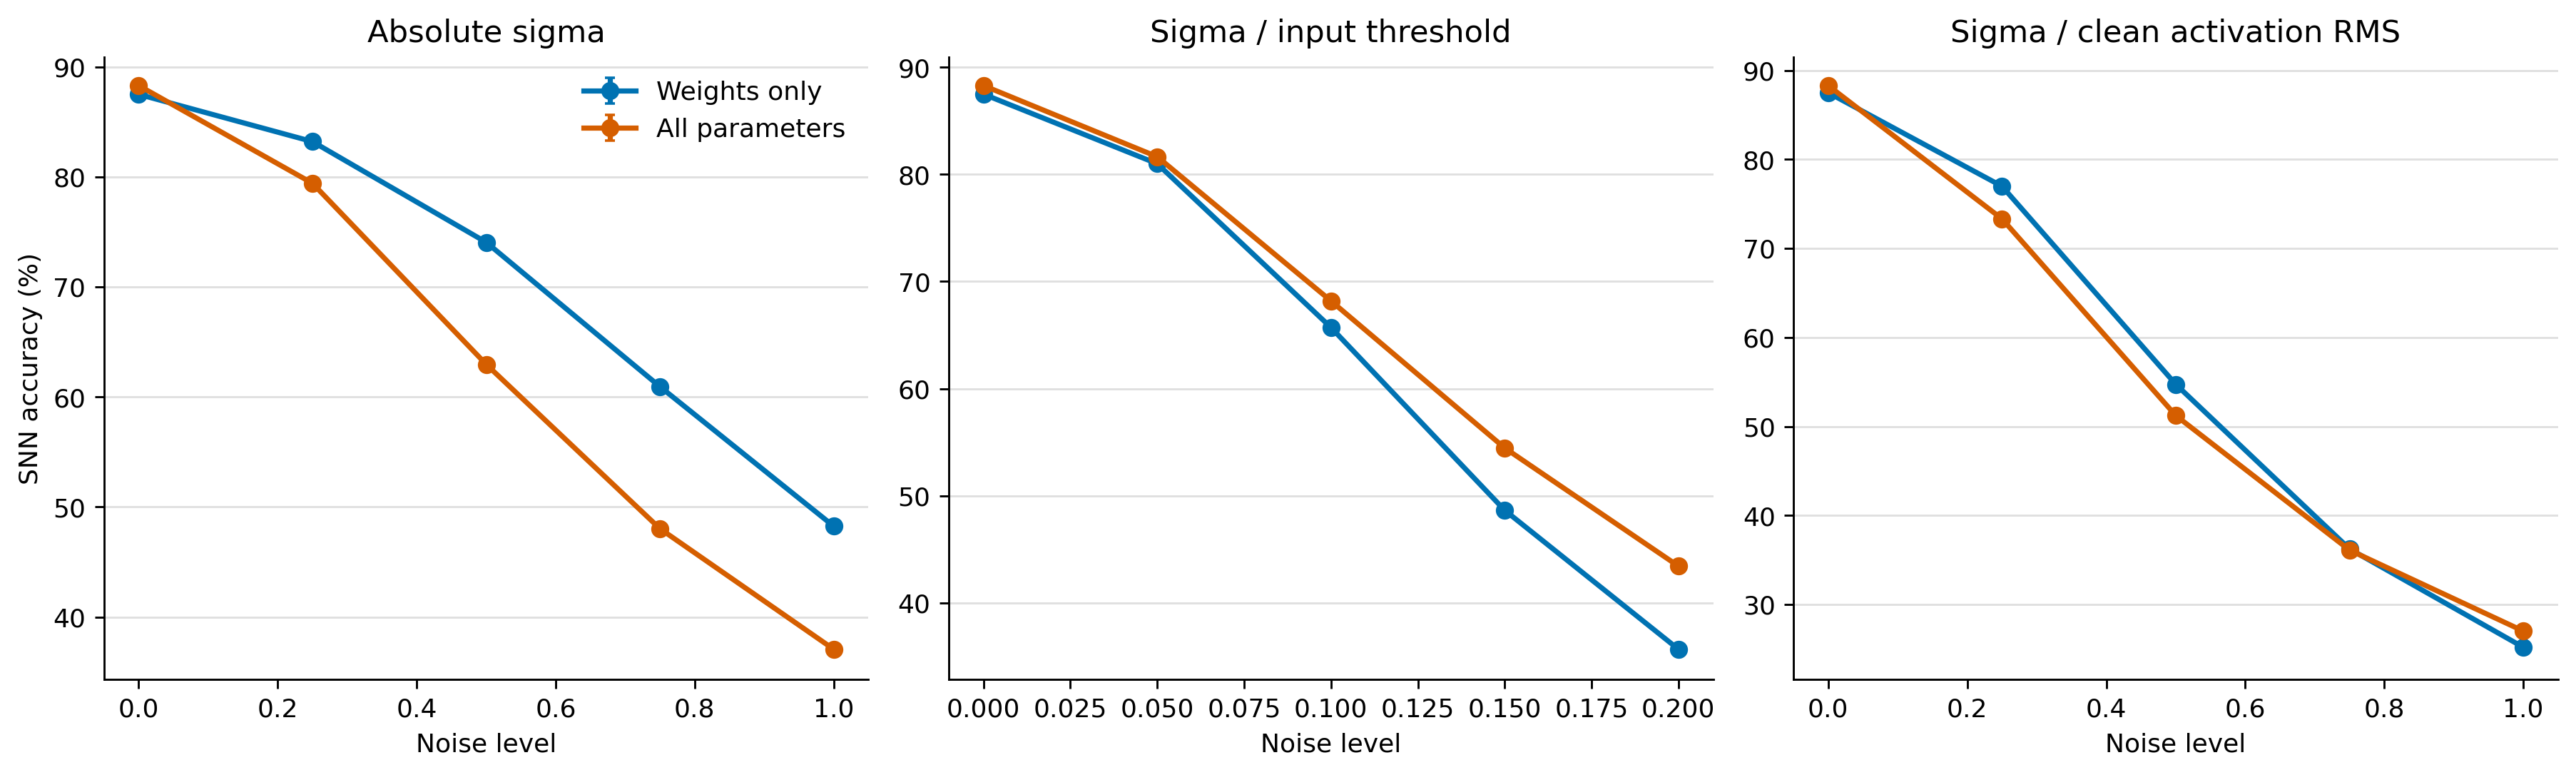 Absolute sigma
SNN accuracy (%)
90
80
70
60
50
40
Weights only
All parameters
0.0 0.2 0.4 0.6 0.8 1.0
Noise level
Sigma / input threshold
90
80
70
60
50
40
0.000 0.025 0.050 0.075 0.100 0.125 0.150 0.175 0.200
Noise level
Sigma / clean activation RMS
90
80
70
60
50
40
30
0.0 0.2 0.4 0.6 0.8 1.0
Noise level